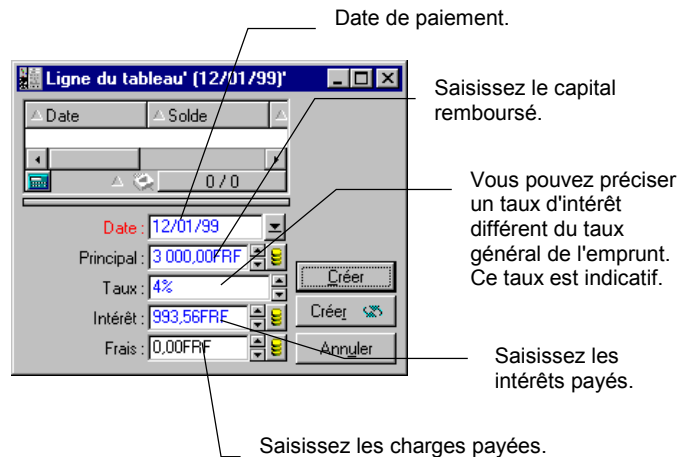 Date de paiement.
Ligne du tableau' (12/01/99)'
Date
Solde
Saisissez le capital
remboursé.
0 / 0
Vous pouvez préciser
un taux d'intérêt
différent du taux
général de l'emprunt.
Ce taux est indicatif.
Date : 12/01/99
Principal : 3 000,00FRF
Taux : 4%
Créer
Intérêt : 993,56FRF
Créer
Frais : 0,00FRF
Annuler
Saisissez les
intérêts payés.
Saisissez les charges payées.